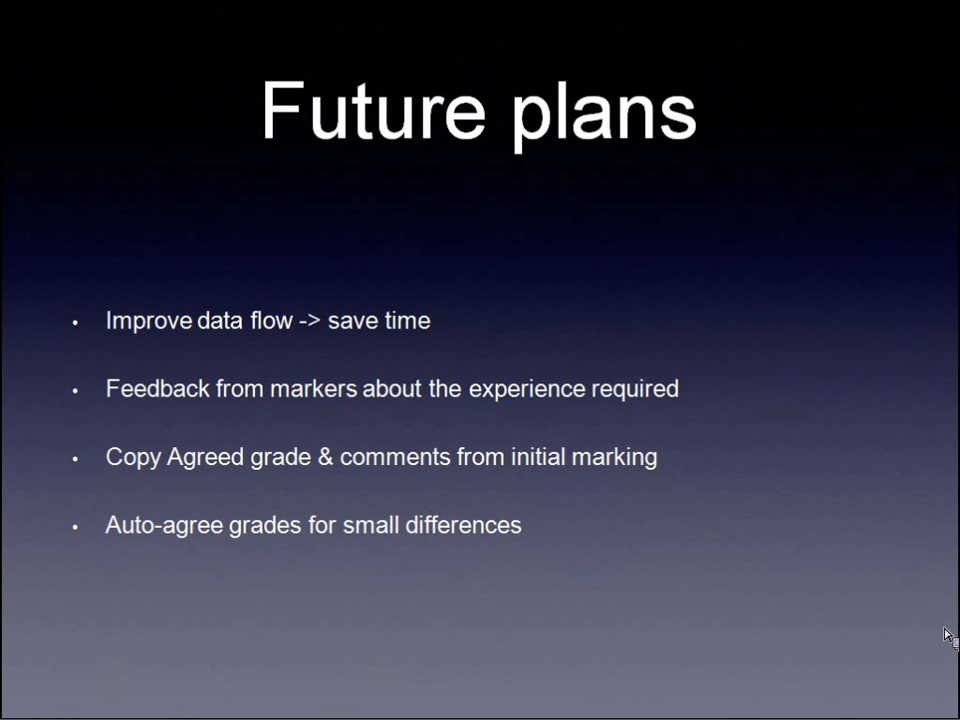 Future plans
• Improve data flow -> save time
• Feedback from markers about the experience required
• Copy Agreed grade & comments from initial marking
• Auto-agree grades for small differences